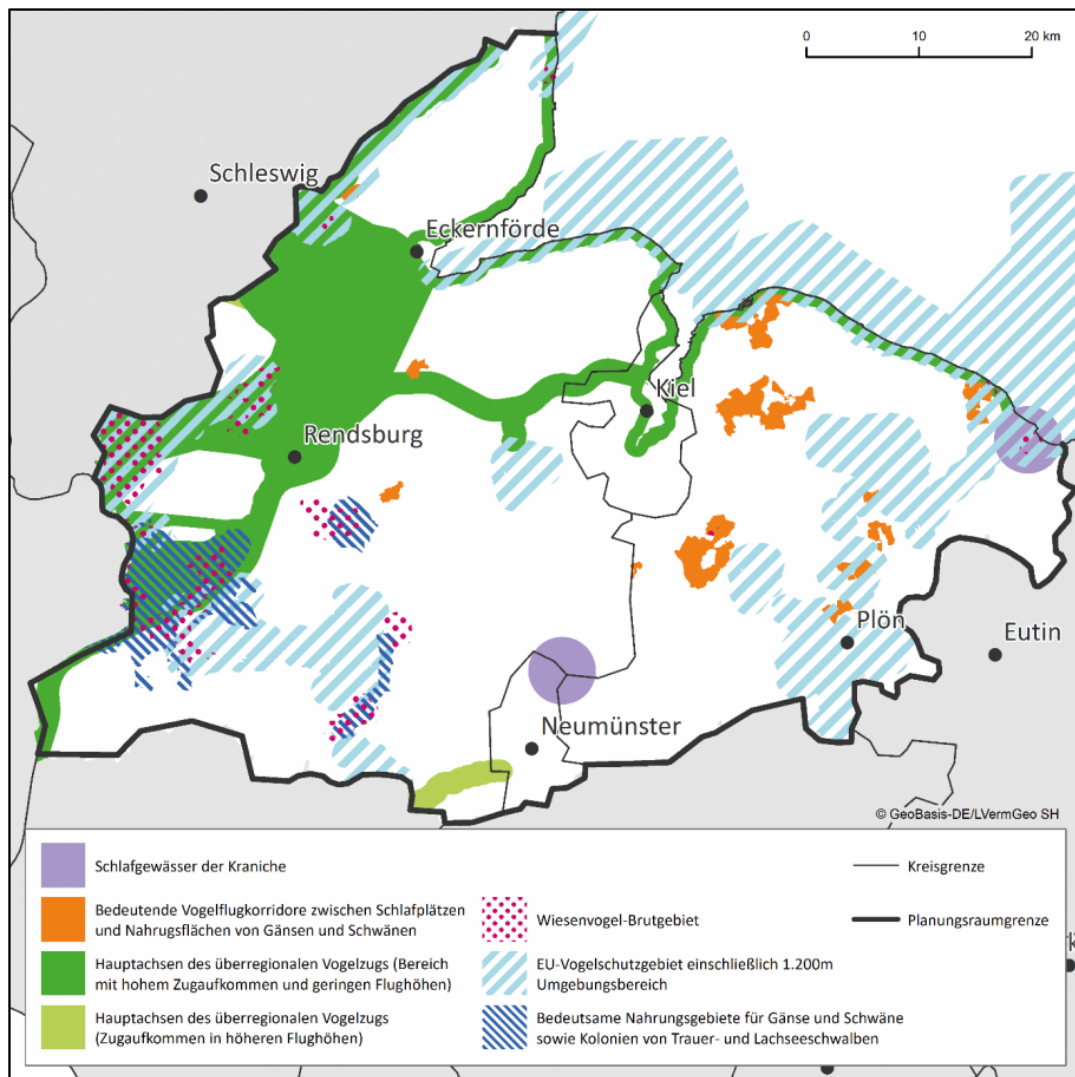 0 10 20 km
Schleswig
Eckernförde
Kiel
Rendsburg
Plön
Eutin
Neumünster
© GeoBasis-DE/LVermGeo SH
Schlafgewässer der Kraniche
Bedeutende Vogelflugkorridore zwischen Schlafplätzen
und Nahrugsflächen von Gänsen und Schwänen
Hauptachsen des überregionalen Vogelzugs (Bereich
mit hohem Zugaufkommen und geringen Flughöhen)
Hauptachsen des überregionalen Vogelzugs
(Zugaufkommen in höheren Flughöhen)
Wiesenvogel-Brutgebiet
EU-Vogelschutzgebiet einschließlich 1.200m
Umgebungsbereich
Bedeutsame Nahrungsgebiete für Gänse und Schwäne
sowie Kolonien von Trauer- und Lachseeschwalben
Kreisgrenze
Planungsraumgrenze